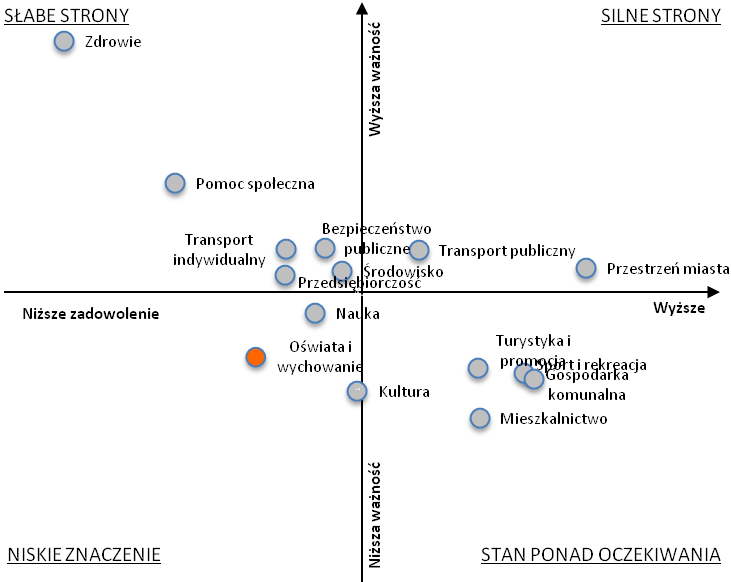 SŁABE STRONY
SILNE STRONY
Zdrowie
Wyższa ważność
Pomoc społeczna
Transport
indywidualny
Bezpieczeństwo
publiczne
Transport publiczny
Środowisko
Przestrzeń miasta
Przedsiębiorczość
Niższe zadowolenie
Wyższe
Nauka
Oświata i
wychowanie
Turystyka i
promocja
Sport i rekreacja
Gospodarka
komunalna
Kultura
Mieszkalnictwo
Niższa ważność
NISKIE ZNACZENIE
STAN PONAD OCZEKIWANIA